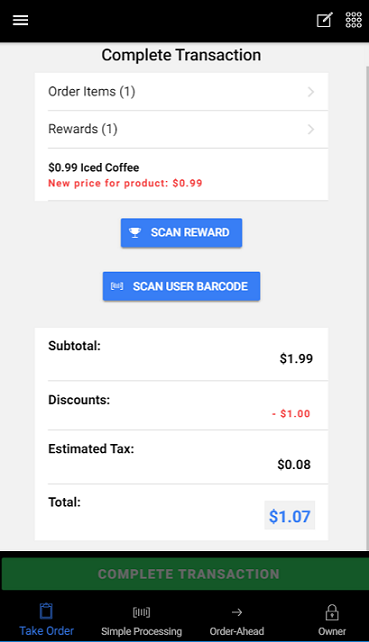 Complete Transaction
Order Items (1)
Rewards (1)
$0.99 Iced Coffee
New price for product: $0.99
SCAN REWARD
SCAN USER BARCODE
Subtotal:
$1.99
Discounts:
- $1.00
Estimated Tax:
$0.08
Total:
$1.07
COMPLETE TRANSACTION
Take Order
Simple Processing
Order-Ahead
Owner